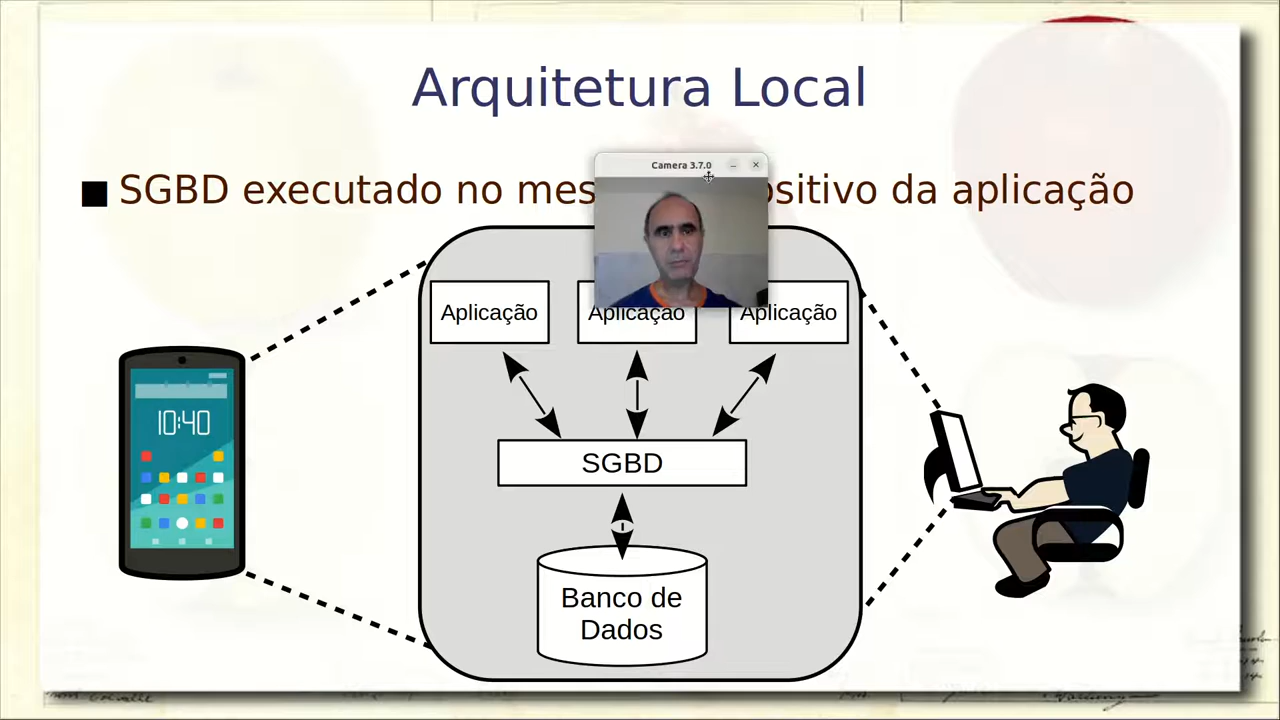 Arquitetura Local
Camera 3.7.0
SGBD executado no mes sitivo da aplicação
Aplicação
Aplicação
Aplicação
10:40
SGBD
Banco de
Dados